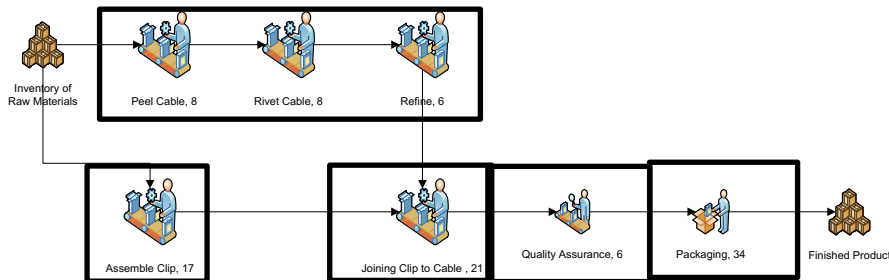 Inventory of
Raw Materials
Peel Cable, 8
Rivet Cable, 8
Refine, 6
Assemble Clip, 17
Joining Clip to Cable , 21
Quality Assurance, 6
Packaging, 34
Finished Product